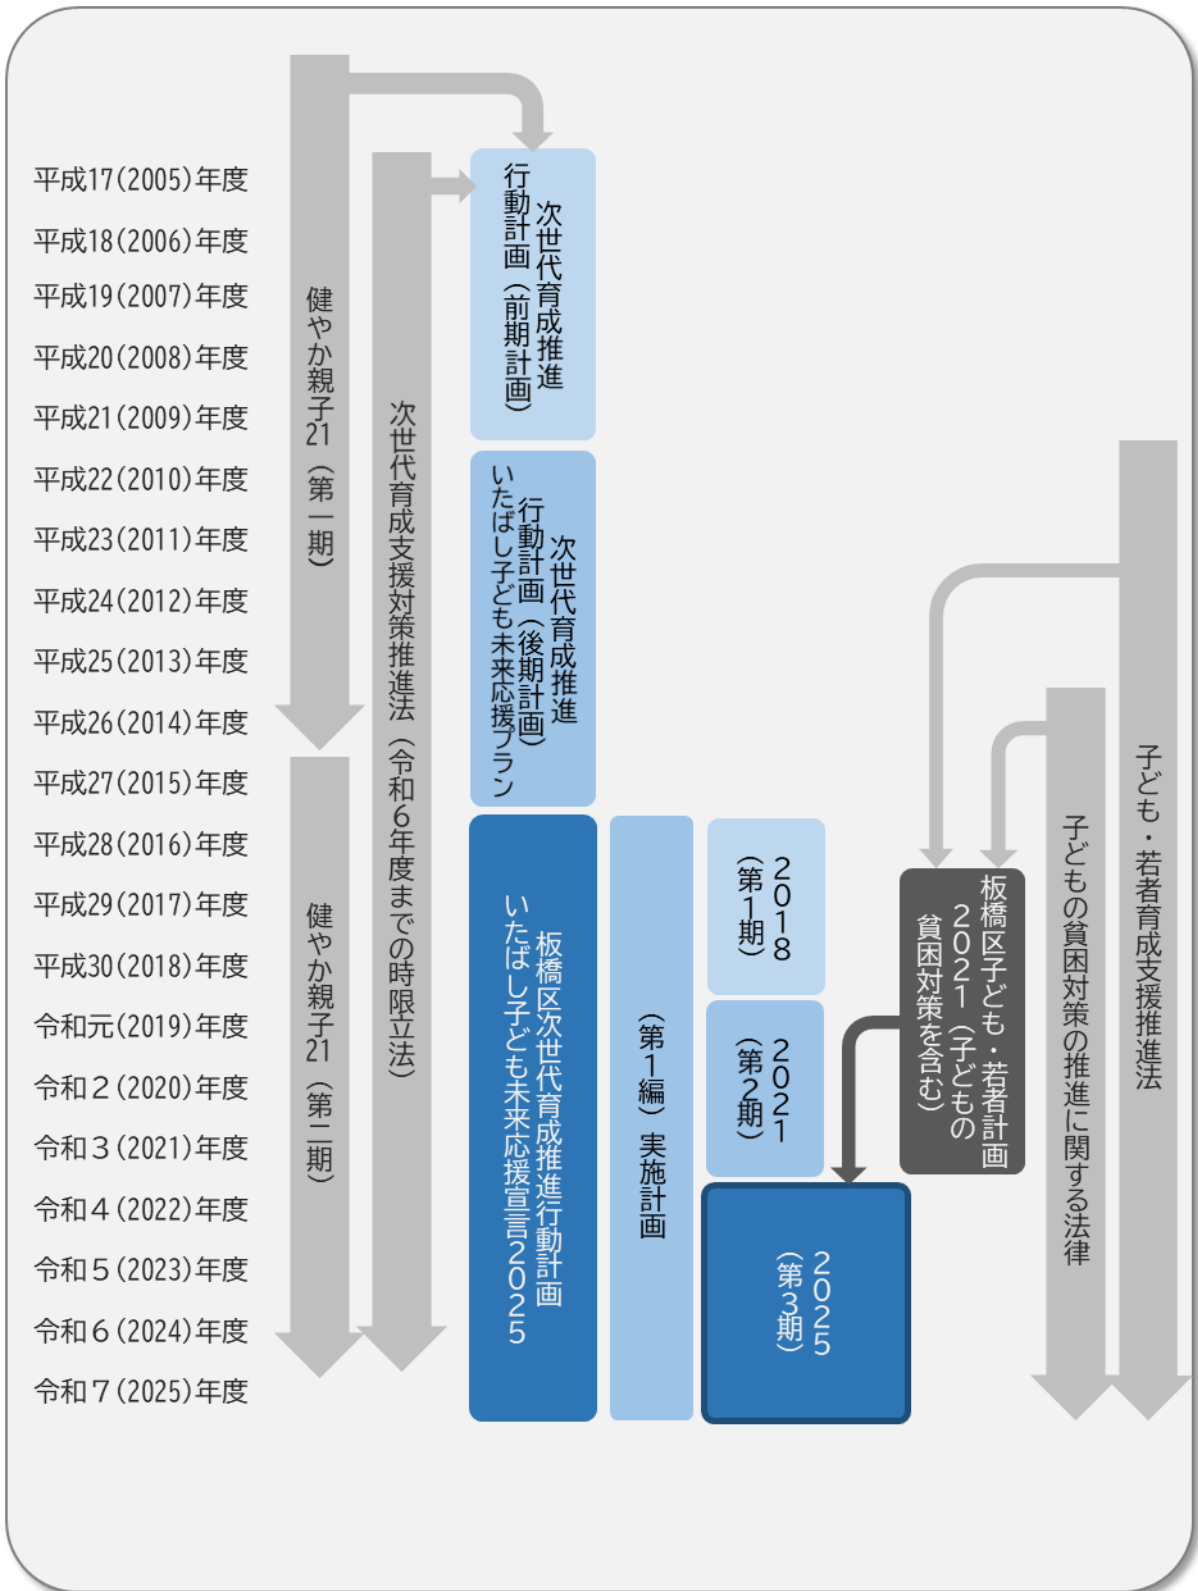 平成17(2005)年度
平成18(2006)年度
平成19(2007)年度
平成20(2008)年度
平成21(2009)年度
平成22(2010)年度
平成23(2011)年度
平成24(2012)年度
平成25(2013)年度
平成26(2014)年度
平成27(2015)年度
平成28(2016)年度
平成29(2017)年度
平成30(2018)年度
令和元(2019)年度
令和２(2020)年度
令和３(2021)年度
令和４(2022)年度
令和５(2023)年度
令和６(2024)年度
令和７(2025)年度
健やか親子21（第一期）
健やか親子21（第二期）
次世代育成支援対策推進法（令和６年度までの時限立法）
次世代育成推進
行動計画（前期計画）
次世代育成推進
行動計画（後期計画）
いたばし子ども未来応援プラン
板橋区次世代育成推進行動計画
いたばし子ども未来応援宣言２０２５
（第１編）実施計画
２０１８
（第１期）
２０２１
（第２期）
２０２５
（第３期）
板橋区子ども・若者計画
２０２１（子どもの
貧困対策を含む）
子どもの貧困対策の推進に関する法律
子ども・若者育成支援推進法